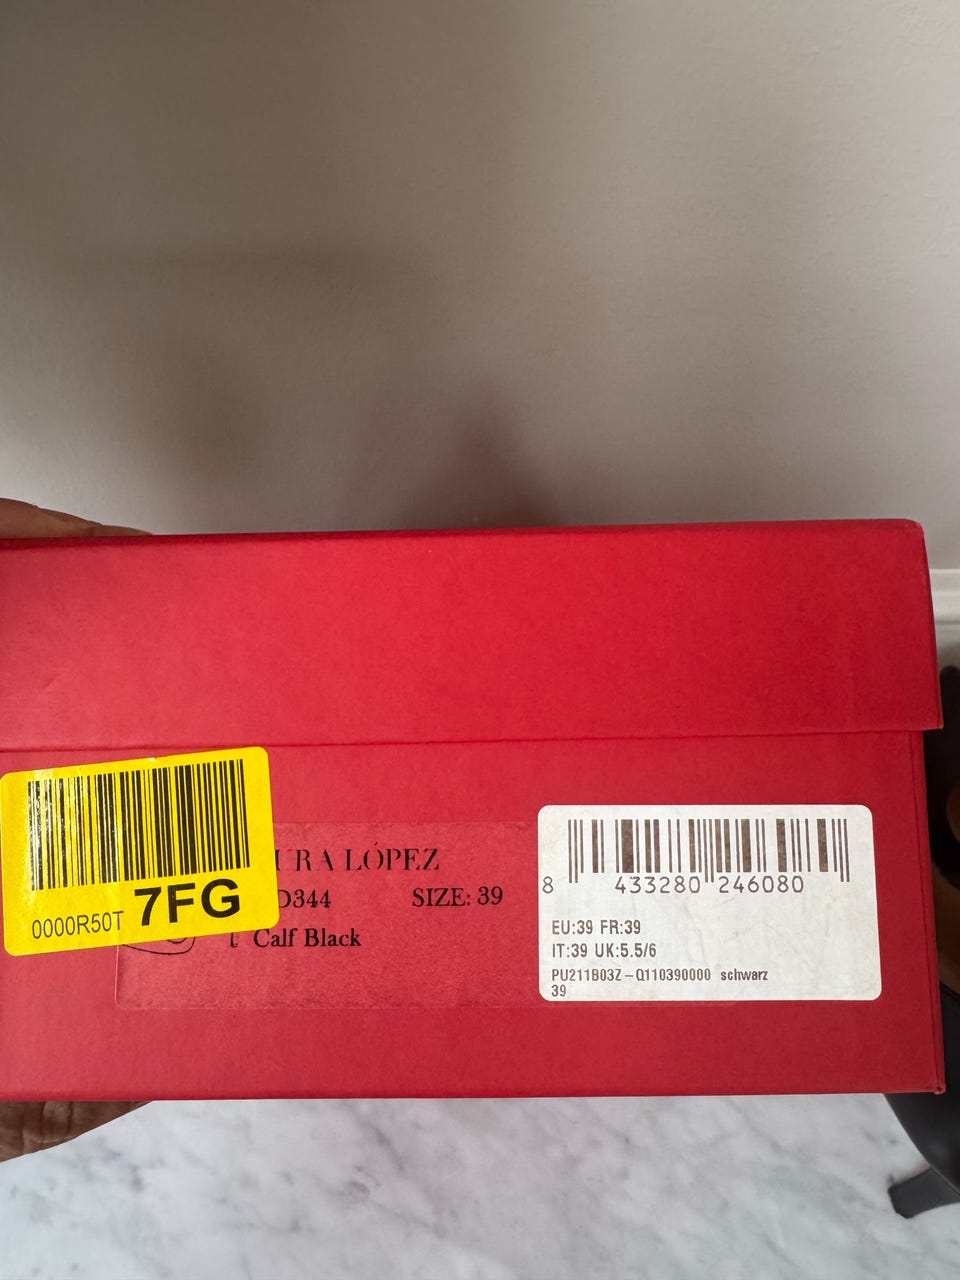 0000R50T 7FG
URA LÓPEZ
D344 SIZE: 39
Calf Black
8 433280 246080
EU:39 FR:39
IT:39 UK:5.5/6
PU211B03Z-Q110390000 schwarz
39